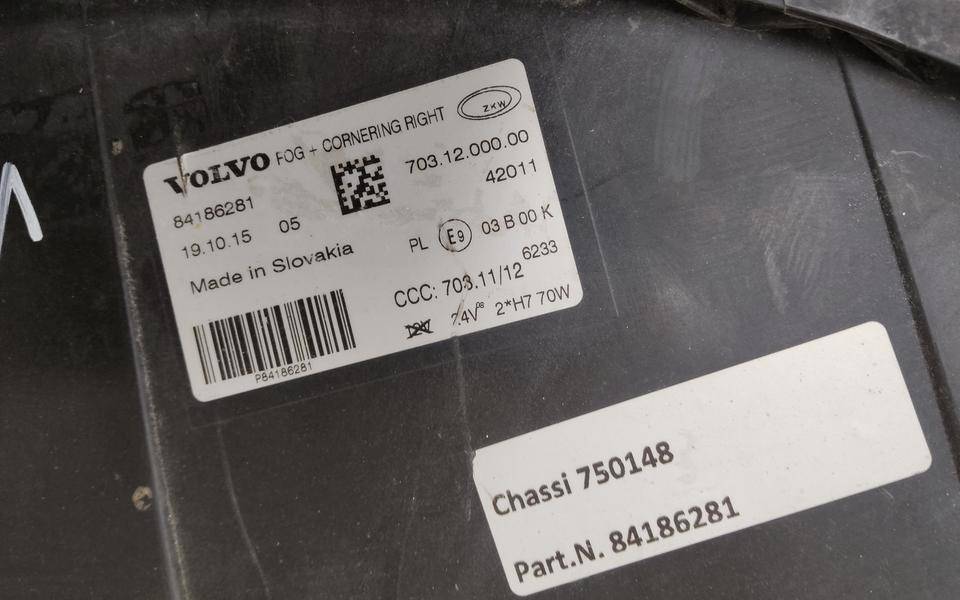 VOLVO FOG + CORNERING RIGHT ZKW
84186281 703.12.000.00
19.10.15 05 42011
Made in Slovakia PL E9 03 B 00 K
CCC: 703.11/12 6233
12V 24V 2*H7 70W
P84186281
Chassi 750148
Part.N. 84186281